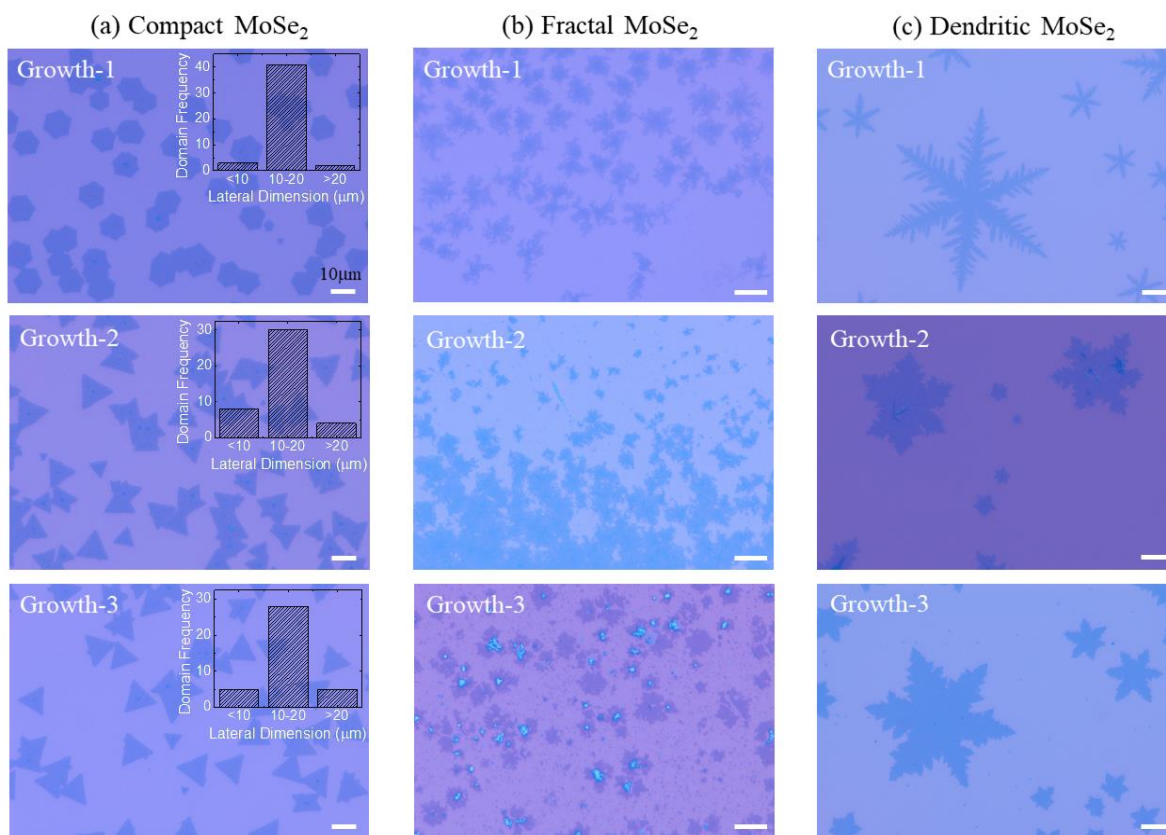 (a) Compact MoSe₂
(b) Fractal MoSe₂
(c) Dendritic MoSe₂
Growth-1
40
30
20
10
0
Domain Frequency
<10 10-20 >20
Lateral Dimension (μm)
10μm
Growth-1
Growth-1
Growth-2
30
20
10
0
Domain Frequency
<10 10-20 >20
Lateral Dimension (μm)
Growth-2
Growth-2
Growth-3
30
20
10
0
Domain Frequency
<10 10-20 >20
Lateral Dimension (μm)
Growth-3
Growth-3